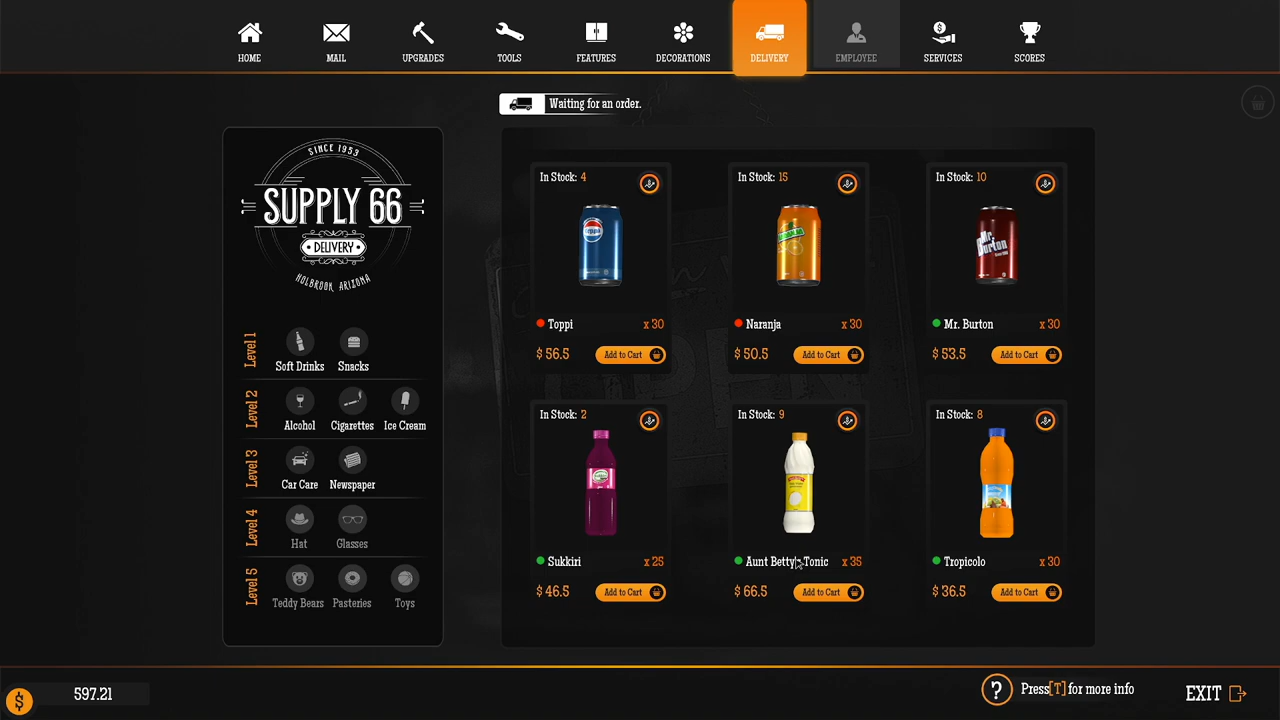 HOME
MAIL
UPGRADES
TOOLS
FEATURES
DECORATIONS
DELIVERY
EMPLOYEE
SERVICES
SCORES
Waiting for an order.
SINCE 1953
SUPPLY 66
DELIVERY
HOLBROOK, ARIZONA
Level 1
Soft Drinks
Snacks
Level 2
Alcohol
Cigarettes
Ice Cream
Level 3
Car Care
Newspaper
Level 4
Hat
Glasses
Level 5
Teddy Bears
Pasteries
Toys
In Stock: 4
Toppi
Toppi x 30
$ 56.5 Add to Cart
In Stock: 15
Naranja x 30
$ 50.5 Add to Cart
In Stock: 10
Mr. Burton
Mr. Burton x 30
$ 53.5 Add to Cart
In Stock: 2
Sukkiri x 25
$ 46.5 Add to Cart
In Stock: 9
Aunt Betty's Tonic x 35
$ 66.5 Add to Cart
In Stock: 8
Tropicolo x 30
$ 36.5 Add to Cart
$ 597.21
? Press[T] for more info
EXIT